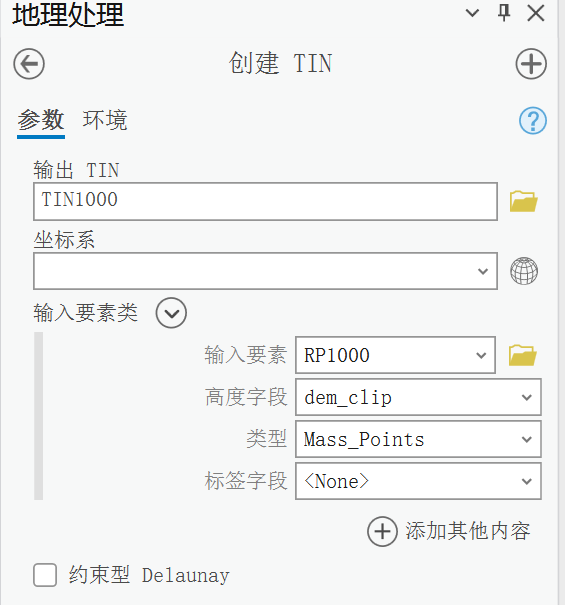 地理处理
创建 TIN
参数 环境
?
输出 TIN
TIN1000
坐标系
输入要素类
输入要素 RP1000
高度字段 dem_clip
类型 Mass_Points
标签字段 <None>
添加其他内容
约束型 Delaunay